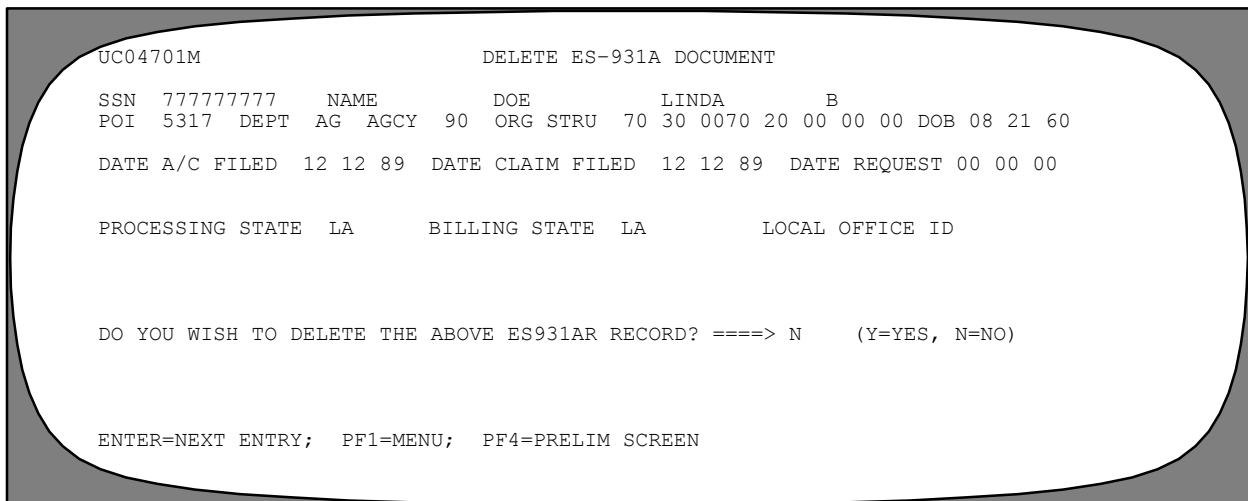 UC04701M DELETE ES-931A DOCUMENT
SSN 777777777 NAME DOE LINDA B
POI 5317 DEPT AG AGCY 90 ORG STRU 70 30 0070 20 00 00 00 DOB 08 21 60
DATE A/C FILED 12 12 89 DATE CLAIM FILED 12 12 89 DATE REQUEST 00 00 00
PROCESSING STATE LA BILLING STATE LA LOCAL OFFICE ID
DO YOU WISH TO DELETE THE ABOVE ES931AR RECORD? ====> N (Y=YES, N=NO)
ENTER=NEXT ENTRY; PF1=MENU; PF4=PRELIM SCREEN